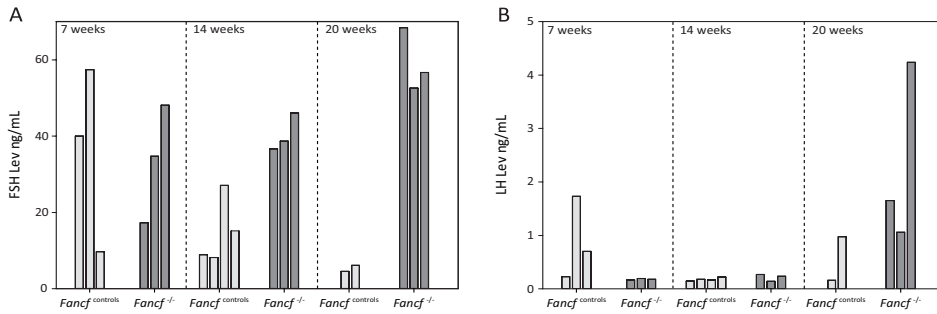 A
7 weeks 14 weeks 20 weeks
FSH Lev ng/mL
60
40
20
0
Fancf controls Fancf -/- Fancf controls Fancf -/- Fancf controls Fancf -/-
B
7 weeks 14 weeks 20 weeks
LH Lev ng/mL
5
4
3
2
1
0
Fancf controls Fancf -/- Fancf controls Fancf -/- Fancf controls Fancf -/-